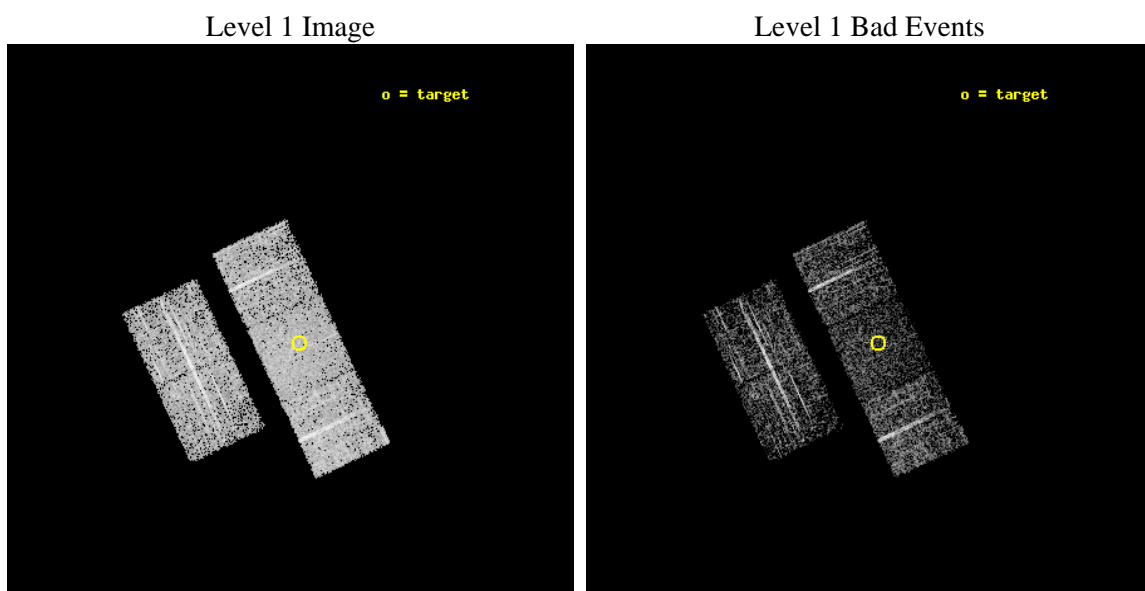 Level 1 Image
Level 1 Bad Events
o = target
o = target